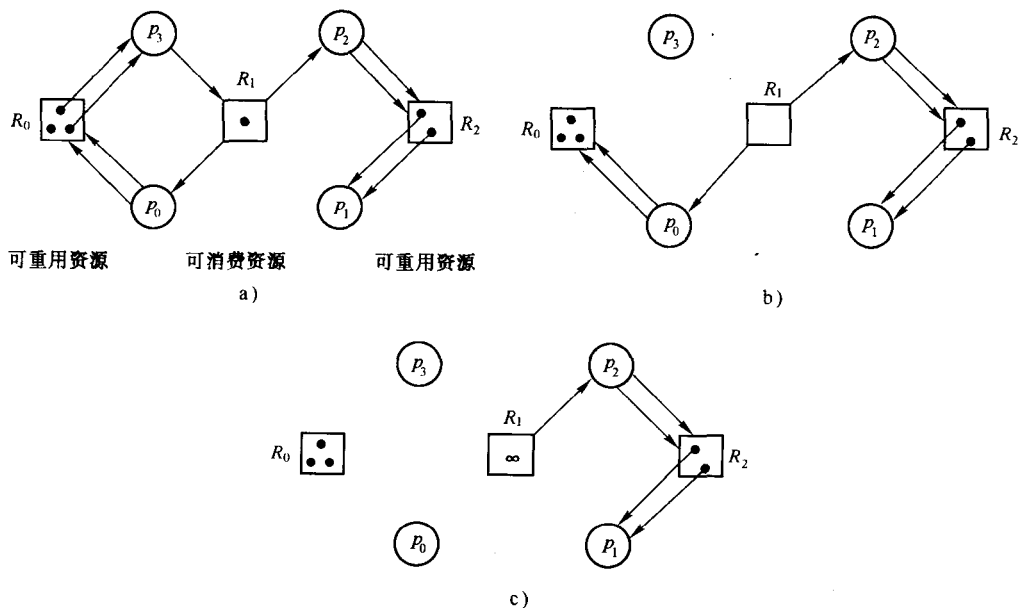 p₃
p₂
R₁
R₀
R₂
p₀
p₁
可重用资源
可消费资源
可重用资源
a)
p₃
p₂
R₁
R₀
R₂
p₀
p₁
b)
p₃
p₂
R₁
R₀
∞
R₂
p₀
p₁
c)